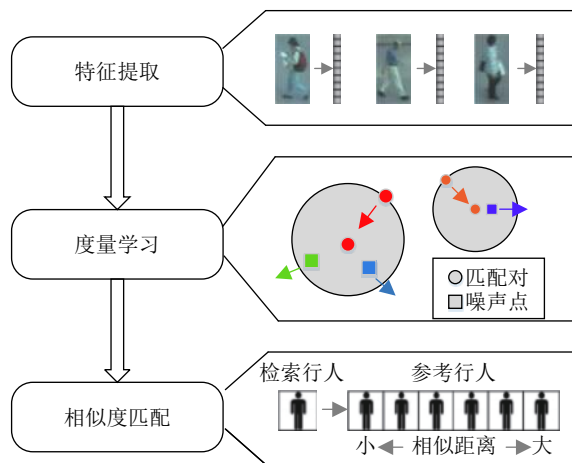 特征提取
度量学习
匹配对
噪声点
相似度匹配
检索行人 参考行人
小 相似距离 大